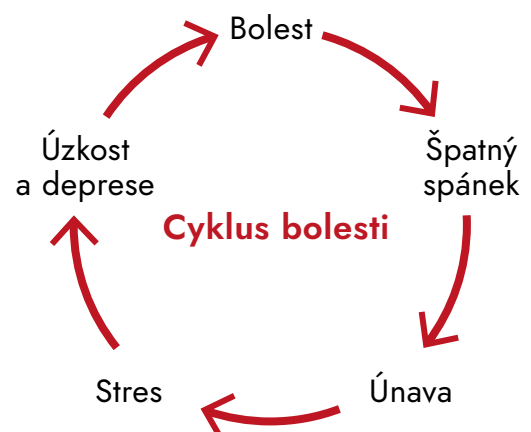 Bolest
Špatný
spánek
Únava
Stres
Úzkost
a deprese
Cyklus bolesti